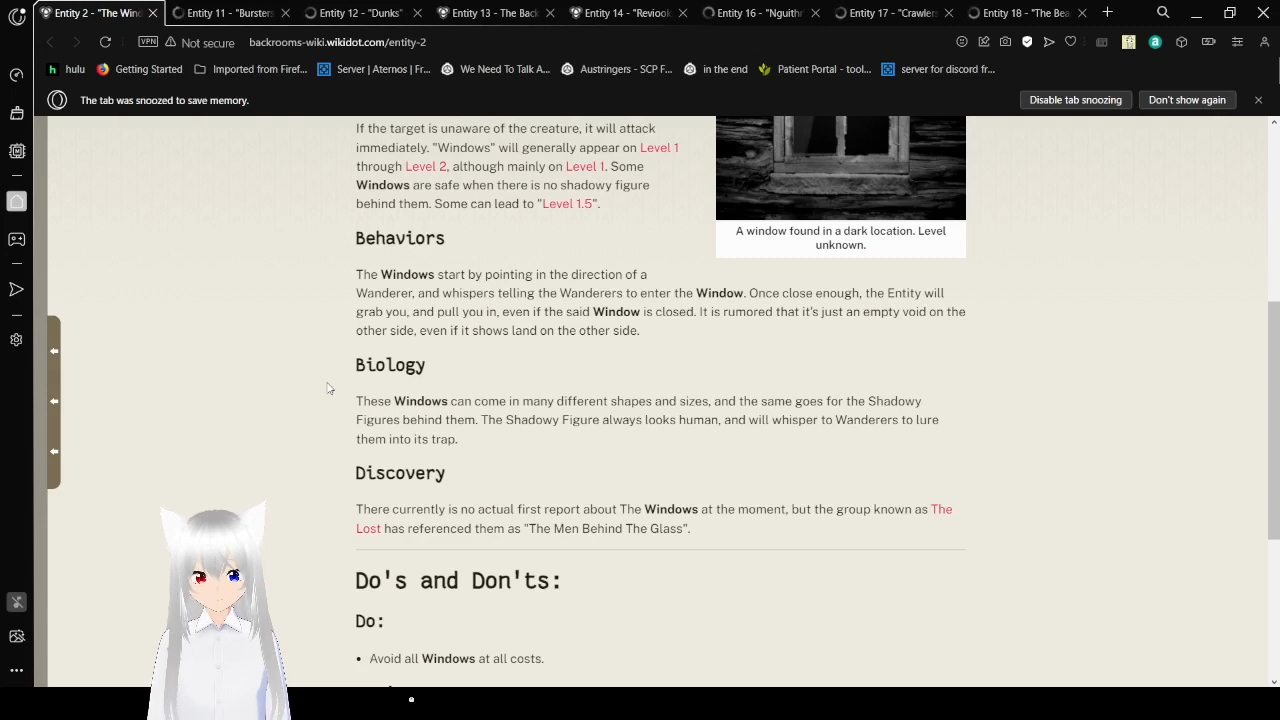 Entity 2 - "The Wind
Entity 11 - "Bursters
Entity 12 - "Dunks"
Entity 13 - The Back
Entity 14 - "Reviook
Entity 16 - "Nguithr
Entity 17 - "Crawlers
Entity 18 - "The Bea
VPN
Not secure
backrooms-wiki.wikidot.com/entity-2
hulu
Getting Started
Imported from Firef...
Server | Aternos | Fr...
We Need To Talk A...
Austringers - SCP F...
in the end
Patient Portal - tool...
server for discord fr...
The tab was snoozed to save memory.
Disable tab snoozing
Don't show again
If the target is unaware of the creature, it will attack
immediately. "Windows" will generally appear on Level 1
through Level 2, although mainly on Level 1. Some
Windows are safe when there is no shadowy figure
behind them. Some can lead to "Level 1.5".
A window found in a dark location. Level
unknown.
Behaviors
The Windows start by pointing in the direction of a
Wanderer, and whispers telling the Wanderers to enter the Window. Once close enough, the Entity will
grab you, and pull you in, even if the said Window is closed. It is rumored that it's just an empty void on the
other side, even if it shows land on the other side.
Biology
These Windows can come in many different shapes and sizes, and the same goes for the Shadowy
Figures behind them. The Shadowy Figure always looks human, and will whisper to Wanderers to lure
them into its trap.
Discovery
There currently is no actual first report about The Windows at the moment, but the group known as The
Lost has referenced them as "The Men Behind The Glass".
Do's and Don'ts:
Do:
• Avoid all Windows at all costs.